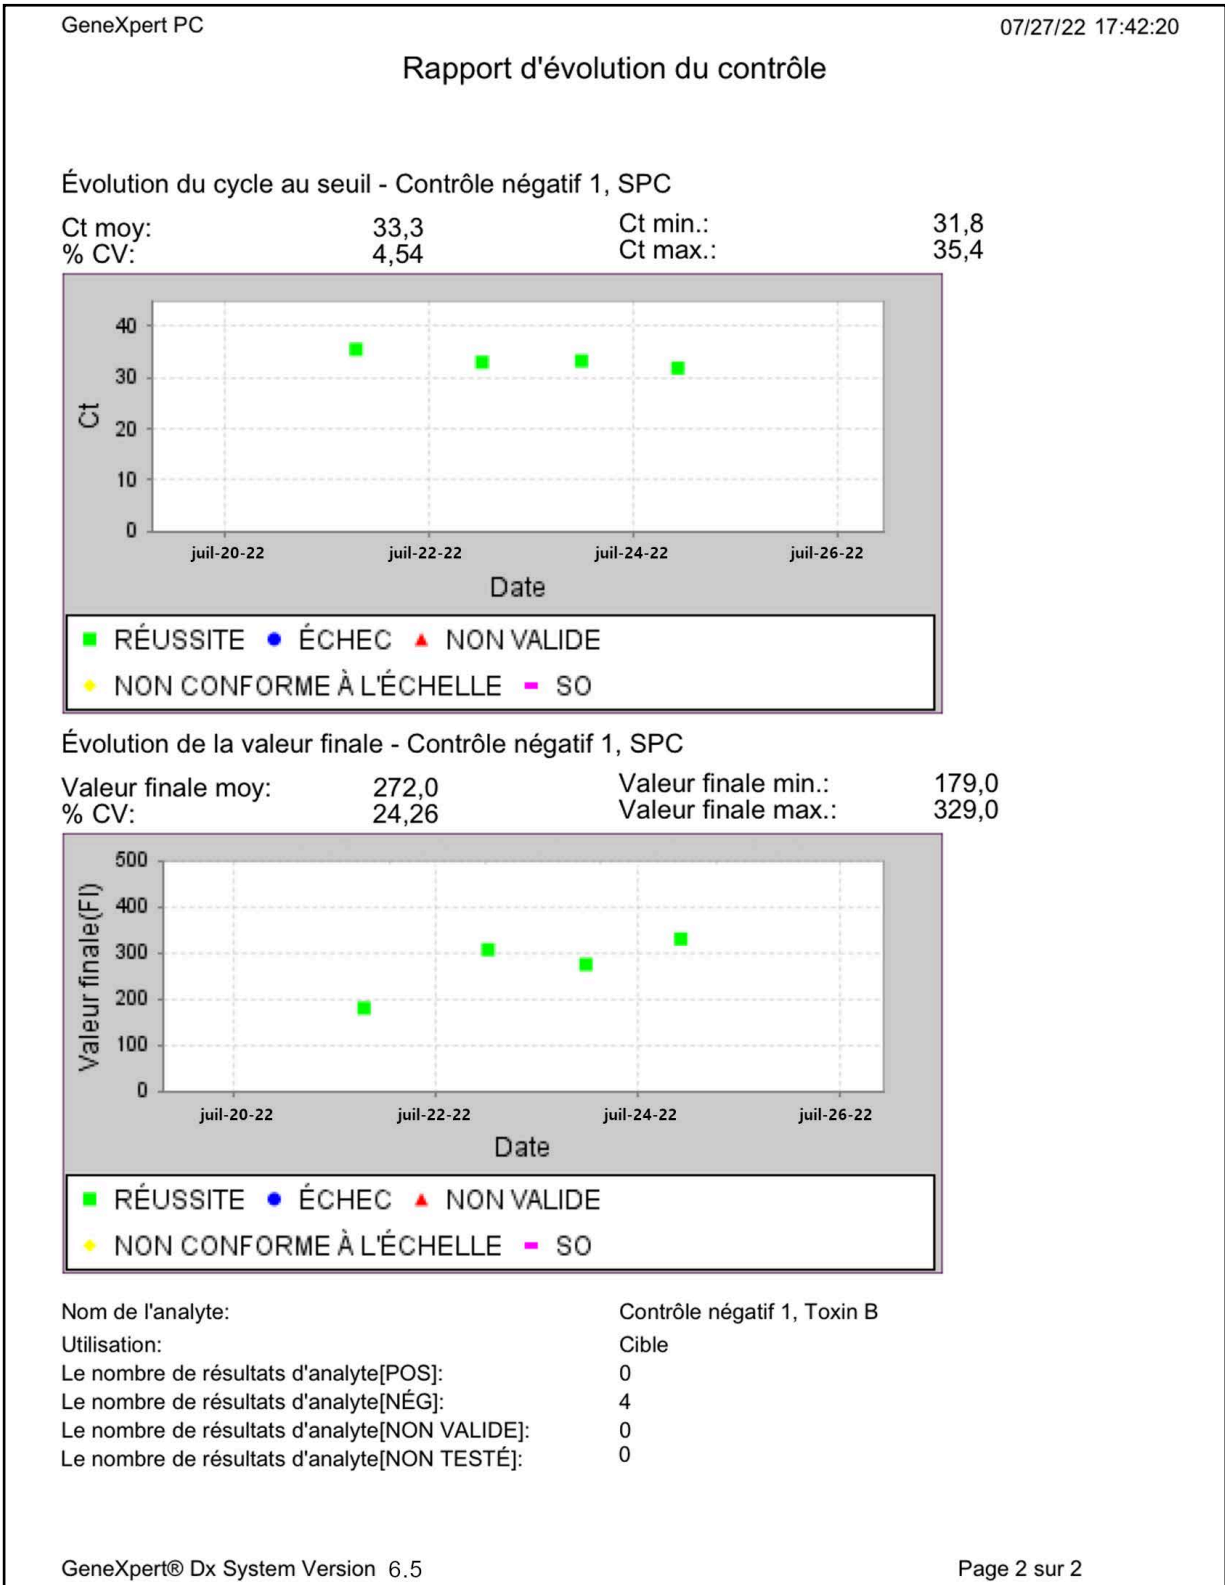 GeneXpert PC 07/27/22 17:42:20
Rapport d'évolution du contrôle
Évolution du cycle au seuil - Contrôle négatif 1, SPC
Ct moy: 33,3 Ct min.: 31,8
% CV: 4,54 Ct max.: 35,4
40
30
20
10
0
Ct
juil-20-22 juil-22-22 juil-24-22 juil-26-22
Date
RÉUSSITE ÉCHEC NON VALIDE
NON CONFORME À L'ÉCHELLE SO
Évolution de la valeur finale - Contrôle négatif 1, SPC
Valeur finale moy: 272,0 Valeur finale min.: 179,0
% CV: 24,26 Valeur finale max.: 329,0
500
400
300
200
100
0
Valeur finale(FI)
juil-20-22 juil-22-22 juil-24-22 juil-26-22
Date
RÉUSSITE ÉCHEC NON VALIDE
NON CONFORME À L'ÉCHELLE SO
Nom de l'analyte: Contrôle négatif 1, Toxin B
Utilisation: Cible
Le nombre de résultats d'analyte[POS]: 0
Le nombre de résultats d'analyte[NÉG]: 4
Le nombre de résultats d'analyte[NON VALIDE]: 0
Le nombre de résultats d'analyte[NON TESTÉ]: 0
GeneXpert® Dx System Version 6.5 Page 2 sur 2